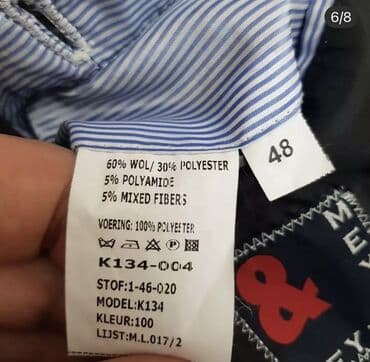 6/8
60% WOL/ 30% POLYESTER
5% POLYAMIDE
5% MIXED FIBERS
VOERING: 100% POLYESTER
K134-004
STOF:1-46-020
MODEL:K134
KLEUR:100
LIJST:M.L.017/2
48
&